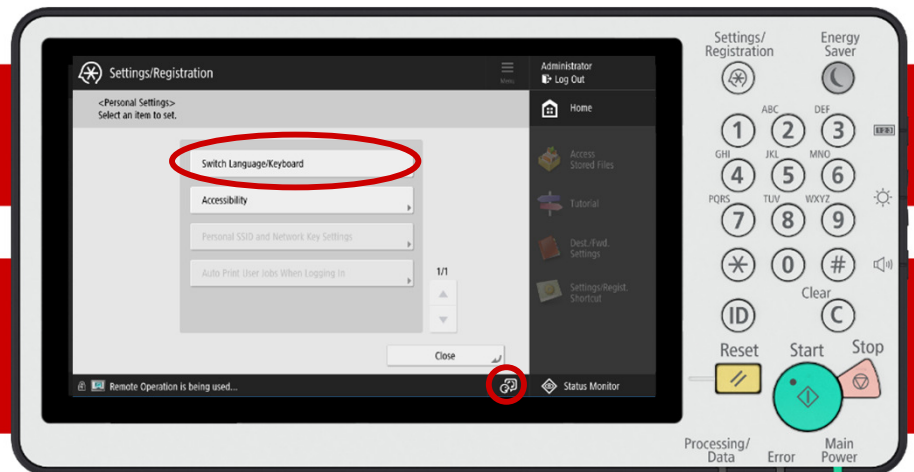 Settings/Registration
Menu
<Personal Settings>
Select an item to set.
Switch Language/Keyboard
Accessibility
Personal SSID and Network Key Settings
Auto Print User Jobs When Logging In
1/1
Close
Remote Operation is being used...
Administrator
Log Out
Home
Access
Stored Files
Tutorial
Dest./Fwd.
Settings
Settings/Regist.
Shortcut
Status Monitor
Settings/
Registration
Energy
Saver
ABC DEF
1 2 3
GHI JKL MNO
4 5 6
PQRS TUV WXYZ
7 8 9
0 #
Clear
ID C
Reset Start Stop
Processing/
Data
Error
Main
Power